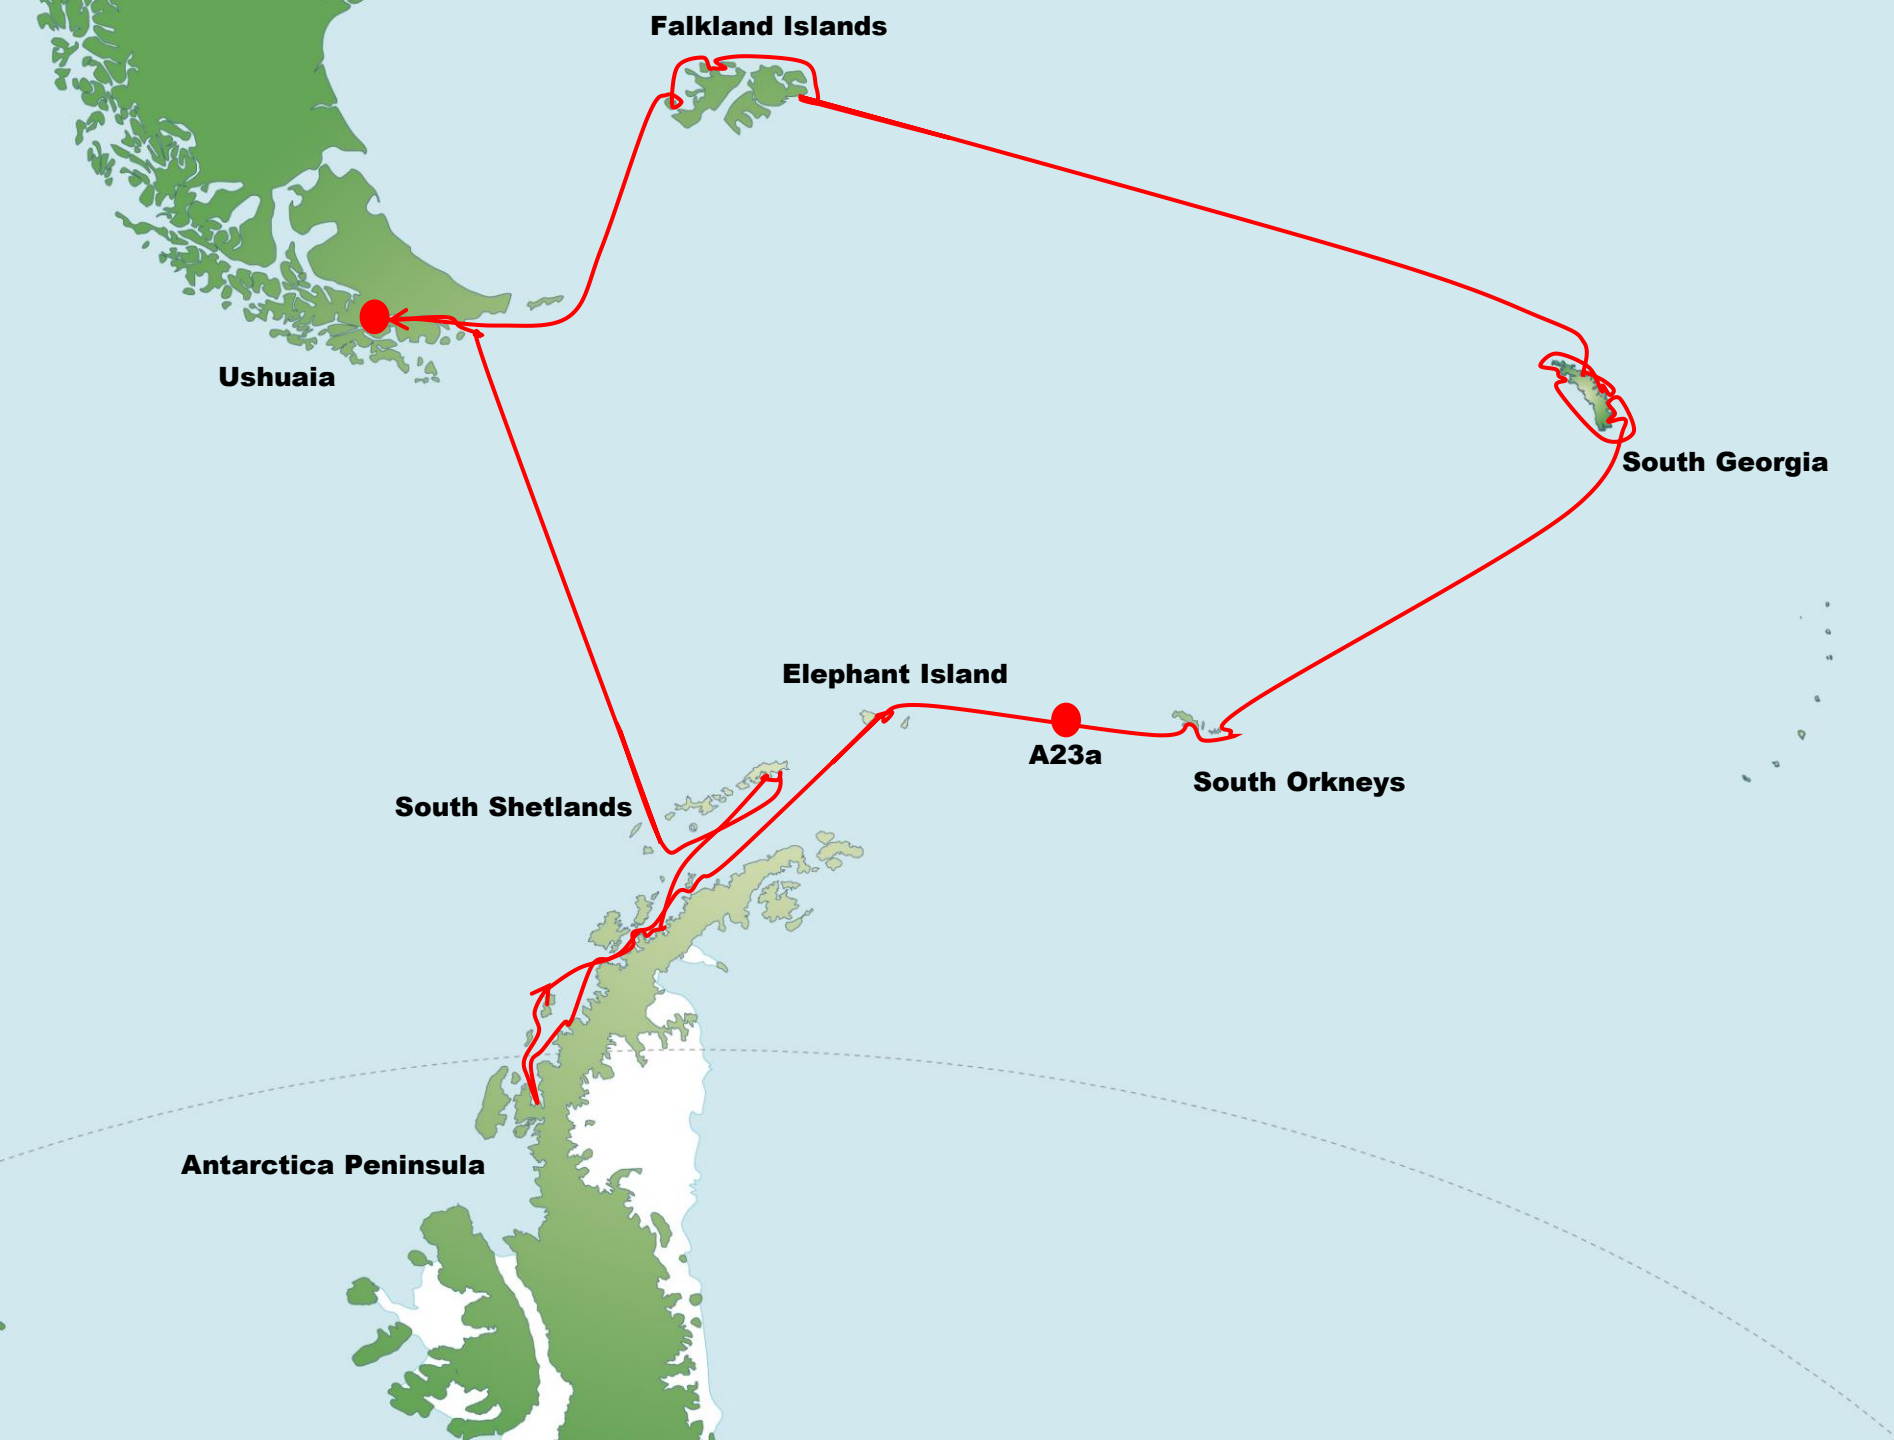 Falkland Islands
Ushuaia
South Georgia
Elephant Island
A23a
South Orkneys
South Shetlands
Antarctica Peninsula